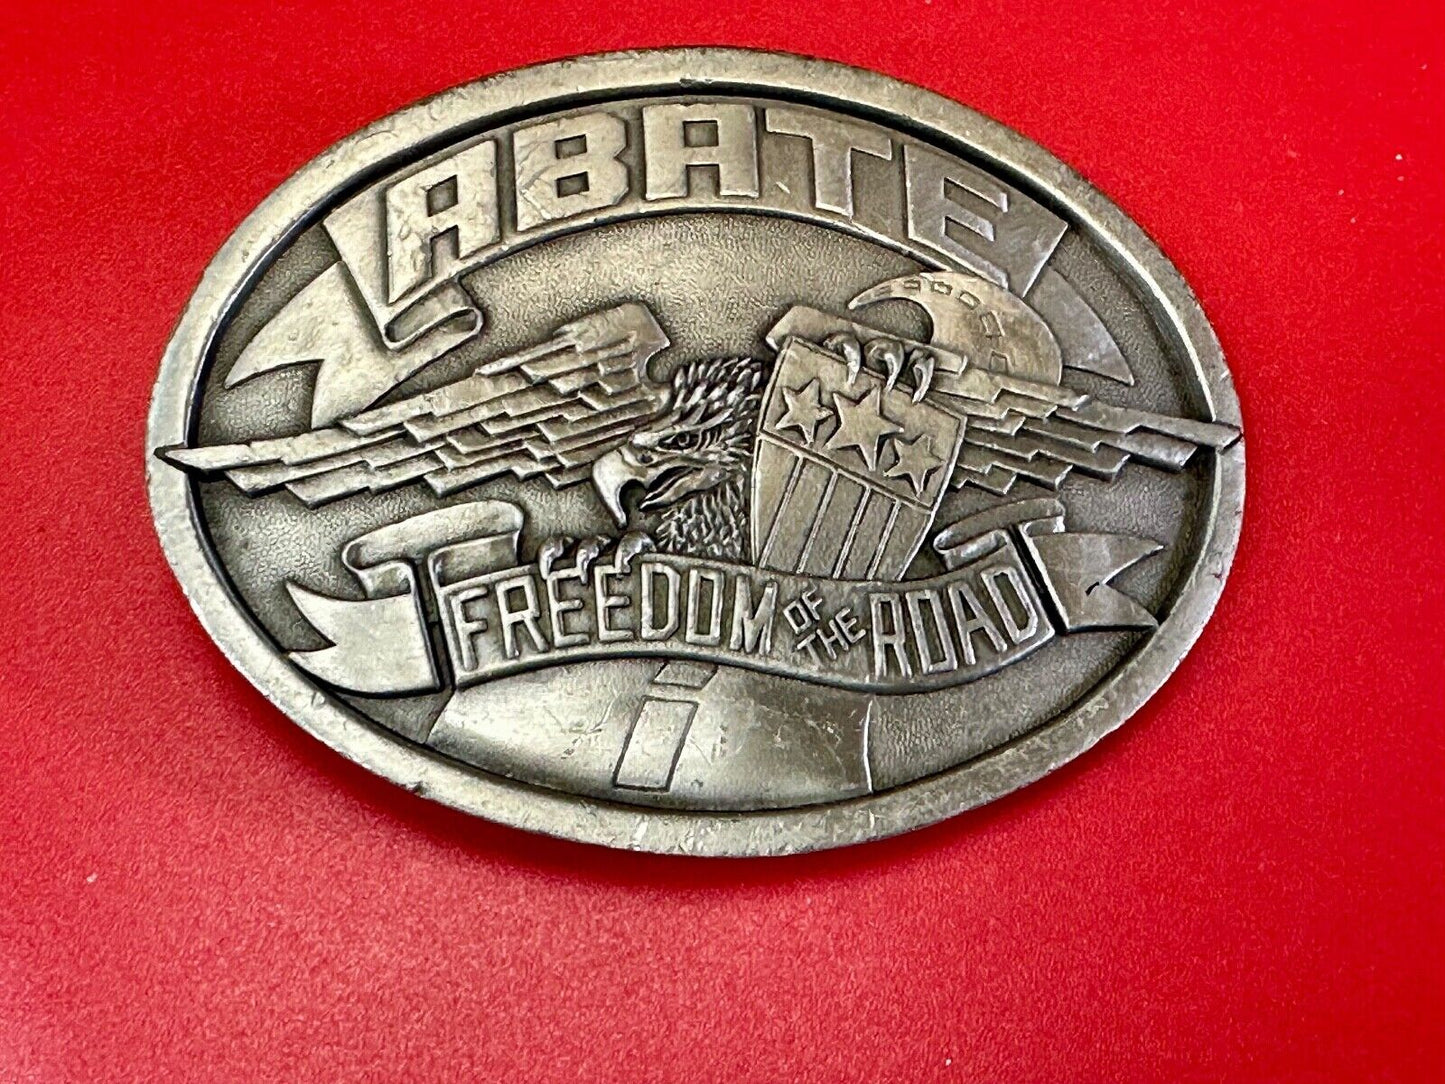 ABATE
FREEDOM OF THE ROAD